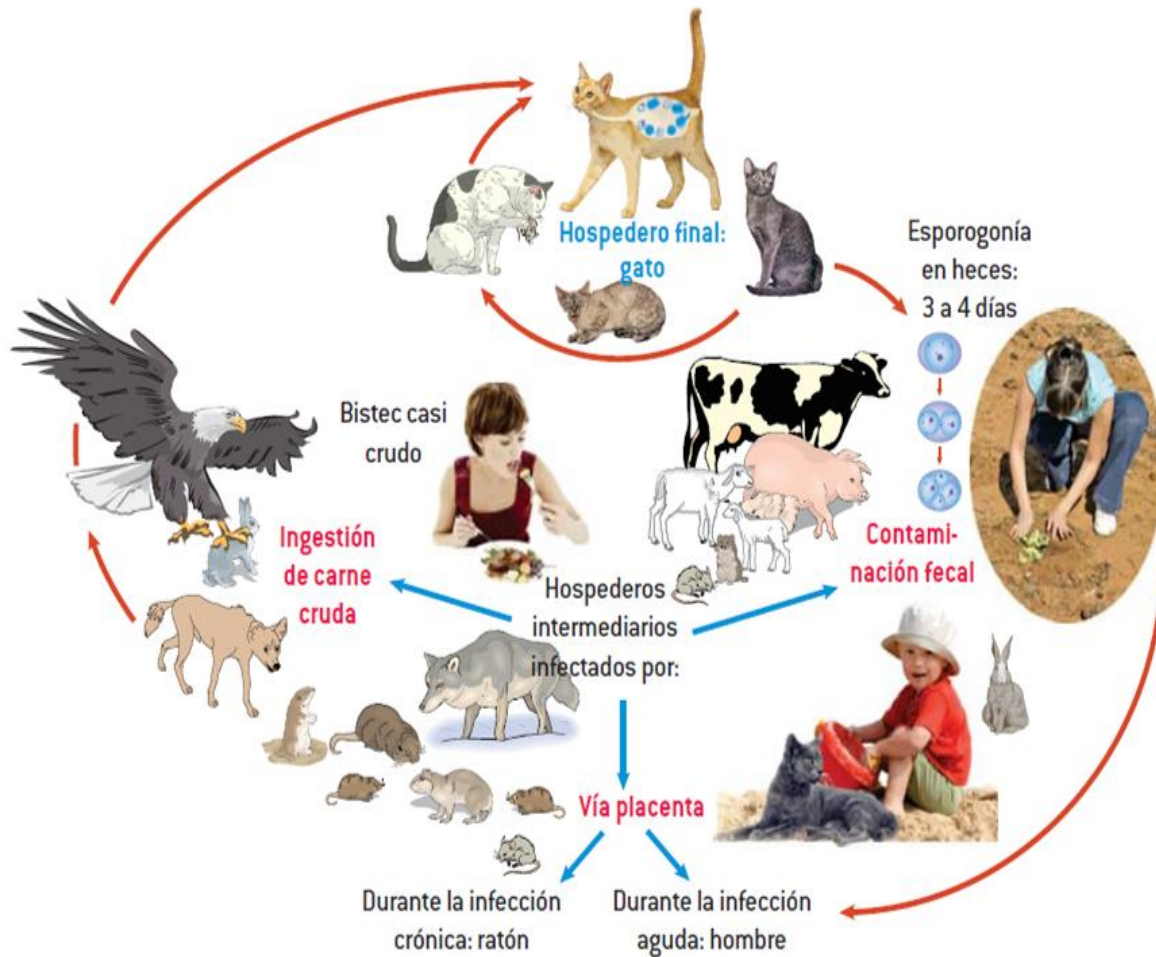 Hospedero final:
gato
Esporogonía
en heces:
3 a 4 días
Bistec casi
crudo
Ingestión
de carne
cruda
Contami-
nación fecal
Hospederos
intermediarios
infectados por:
Vía placenta
Durante la infección
crónica: ratón
Durante la infección
aguda: hombre